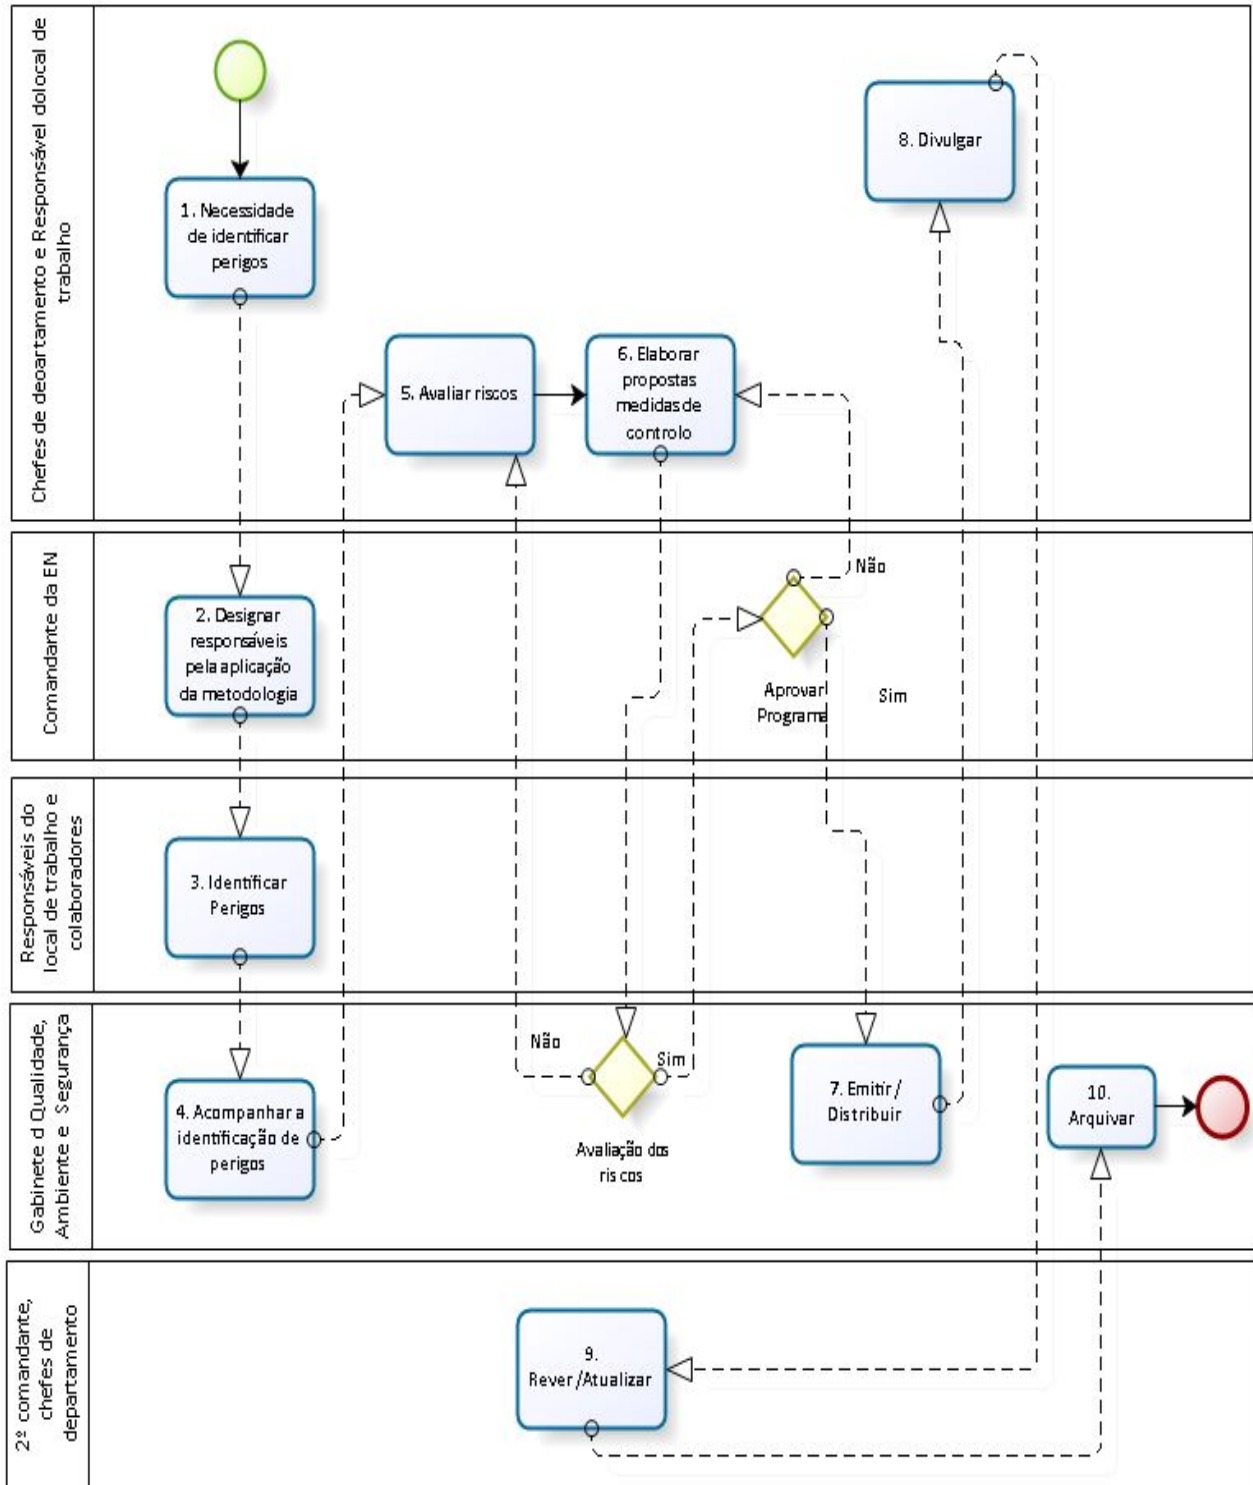 Chefes de deoartamento e Responsável dolocal de
trabalho
1. Necessidade
de identificar
perigos
8. Divulgar
5. Avaliar riscos
6. Elaborar
propostas
medidas de
controlo
Comandante da EN
2. Designar
responsáveis
pela aplicação
da metodologia
Não
Aprovar
Programa
Sim
Responsáveis do
local de trabalho e
colaboradores
3. Identificar
Perigos
Gabinete d Qualidade,
Ambiente e Segurança
4. Acompanhar a
identificação de
perigos
Não
Sim
Avaliação dos
riscos
7. Emitir /
Distribuir
10.
Arquivar
2º comandante,
chefes de
departamento
9.
Rever /Atualizar